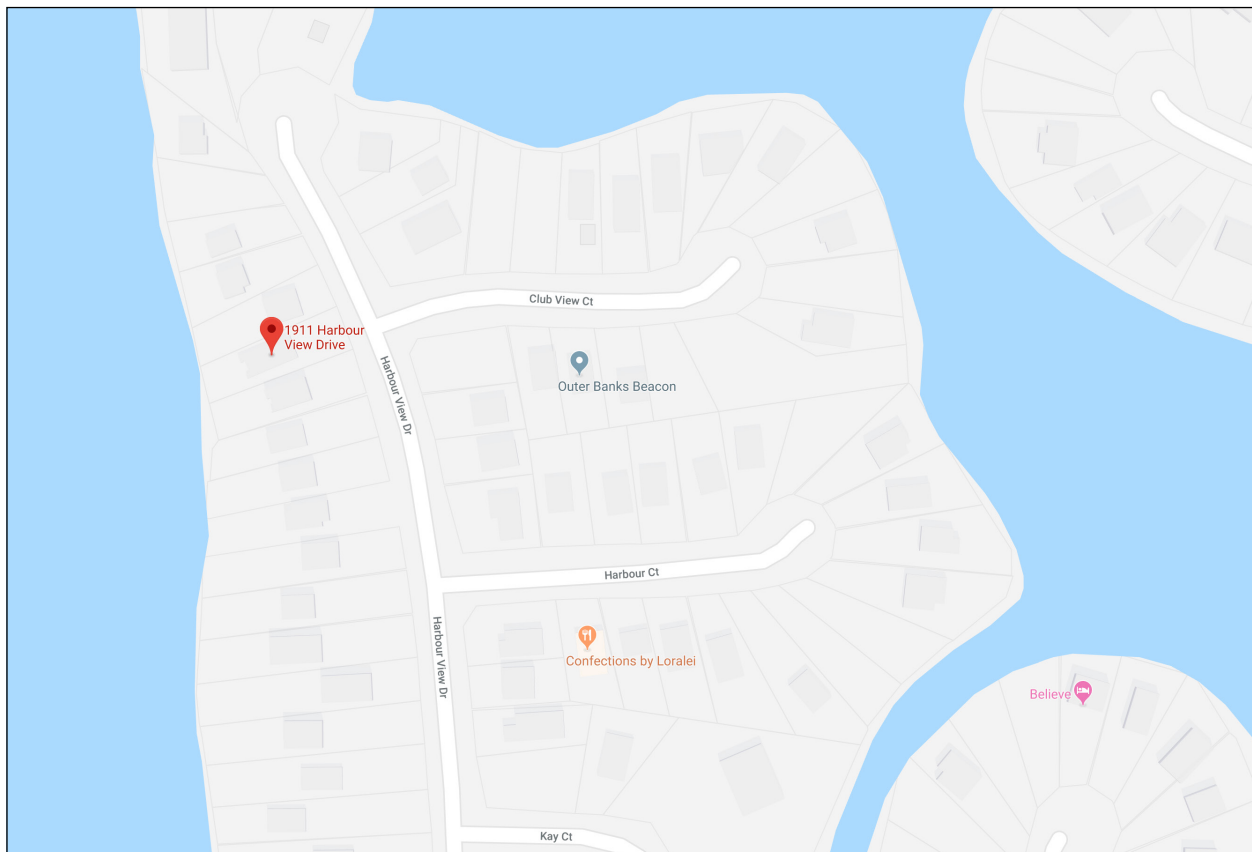 Club View Ct
1911 Harbour
View Drive
Harbour View Dr
Outer Banks Beacon
Harbour Ct
Harbour View Dr
Confections by Loralei
Believe
Kay Ct